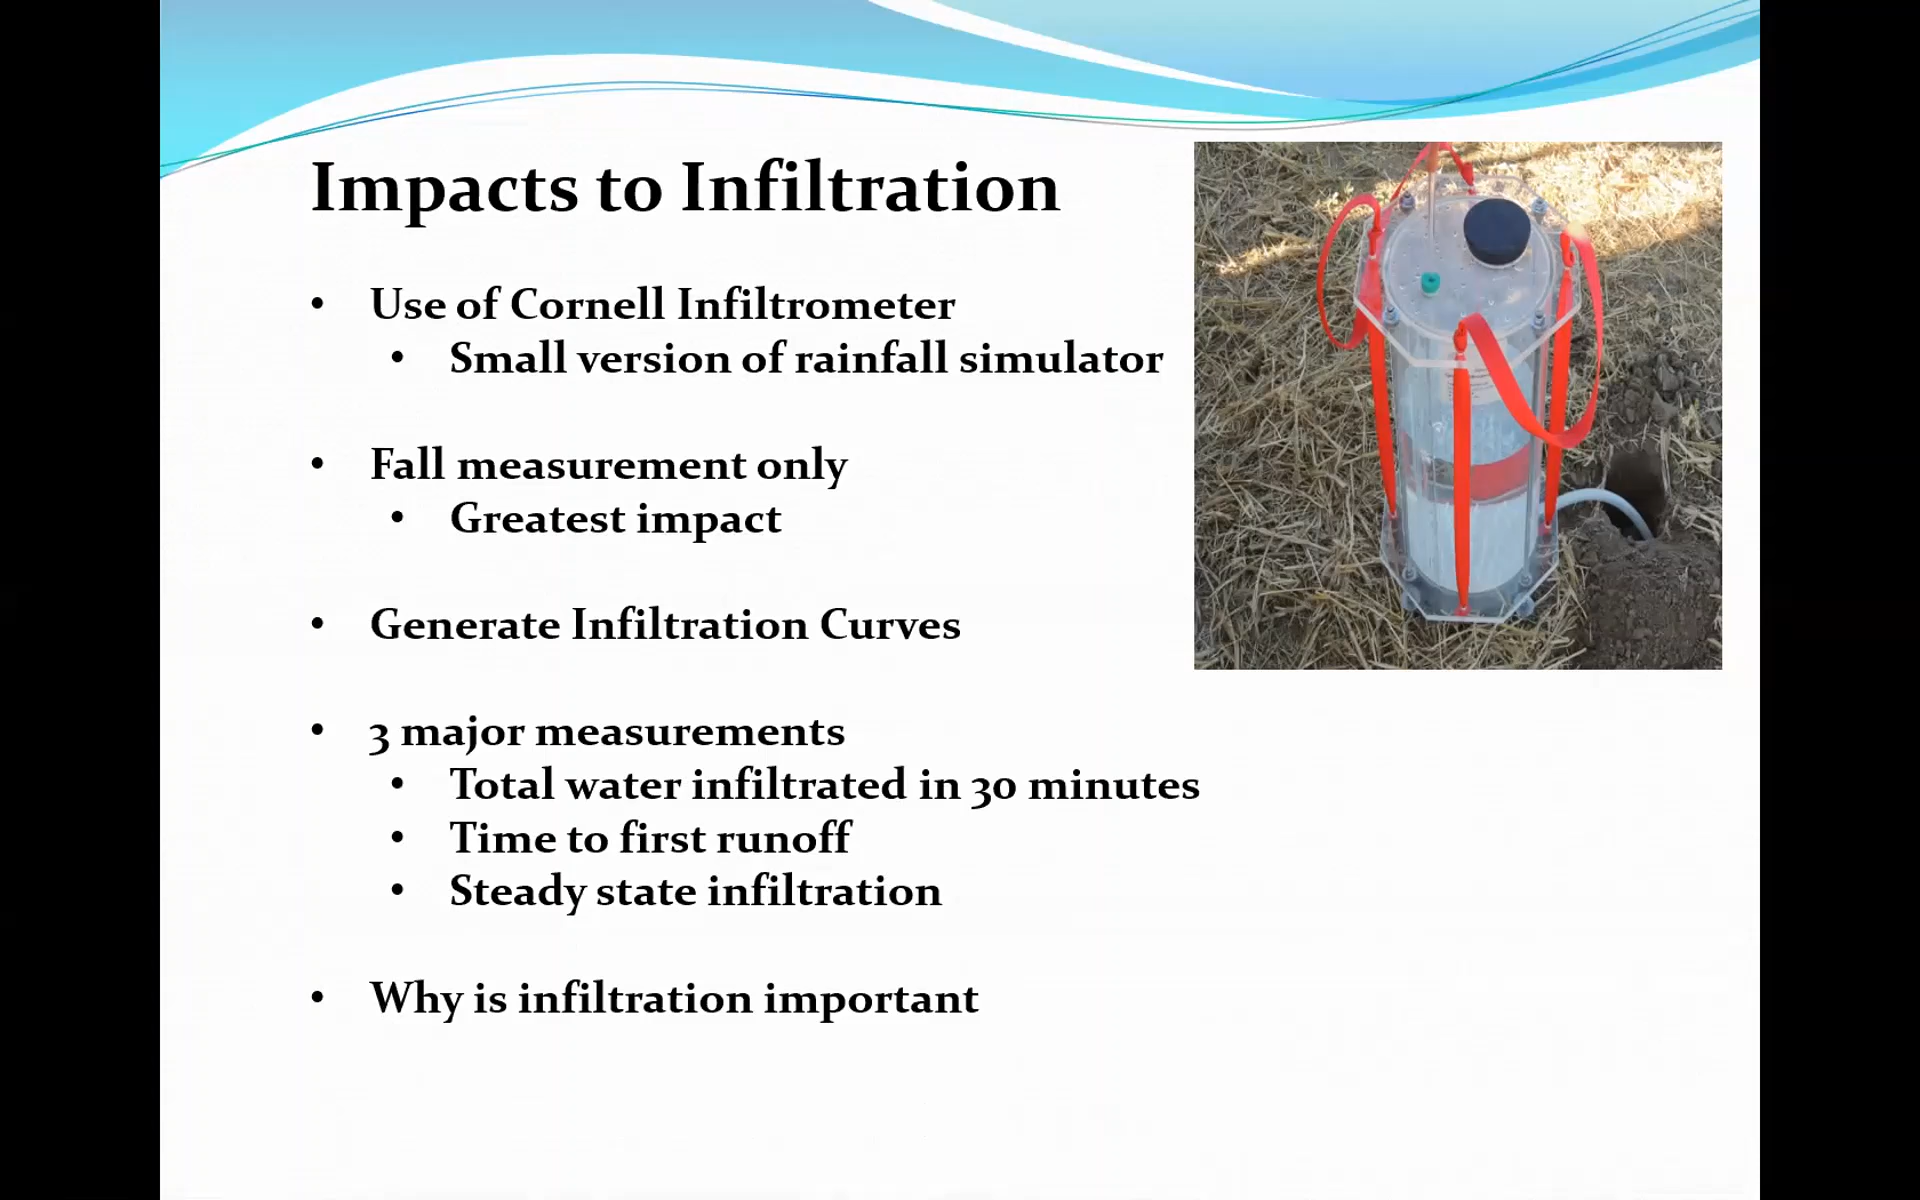 Impacts to Infiltration
• Use of Cornell Infiltrometer
• Small version of rainfall simulator
• Fall measurement only
• Greatest impact
• Generate Infiltration Curves
• 3 major measurements
• Total water infiltrated in 30 minutes
• Time to first runoff
• Steady state infiltration
• Why is infiltration important